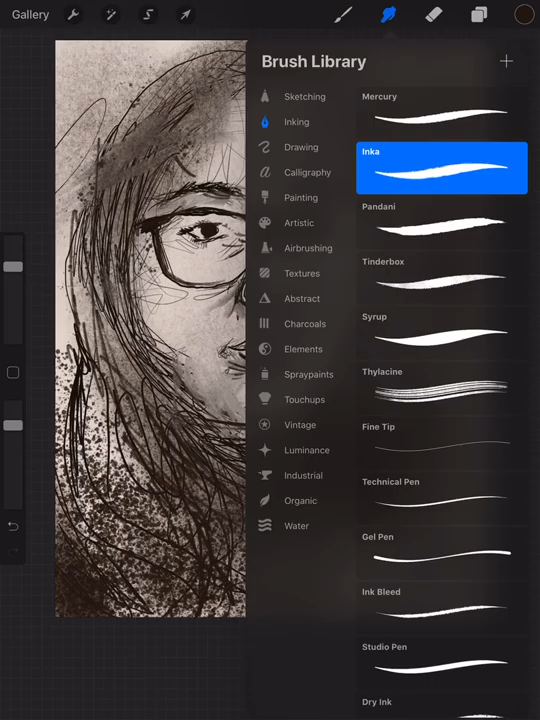 Gallery
Brush Library
Sketching
Inking
Drawing
Calligraphy
Painting
Artistic
Airbrushing
Textures
Abstract
Charcoals
Elements
Spraypaints
Touchups
Vintage
Luminance
Industrial
Organic
Water
Mercury
Inka
Pandani
Tinderbox
Syrup
Thylacine
Fine Tip
Technical Pen
Gel Pen
Ink Bleed
Studio Pen
Dry Ink